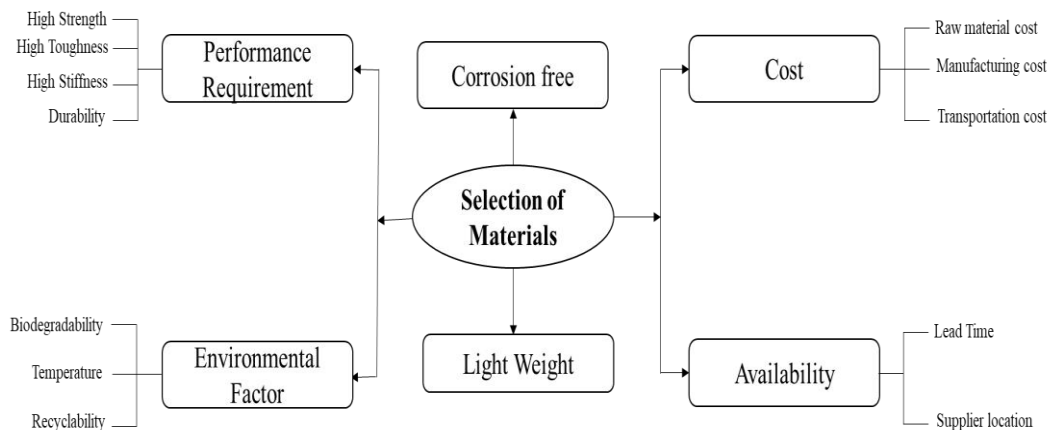 High Strength
High Toughness
High Stiffness
Durability
Performance
Requirement
Corrosion free
Cost
Raw material cost
Manufacturing cost
Transportation cost
Selection of
Materials
Biodegradability
Temperature
Recyclability
Environmental
Factor
Light Weight
Availability
Lead Time
Supplier location